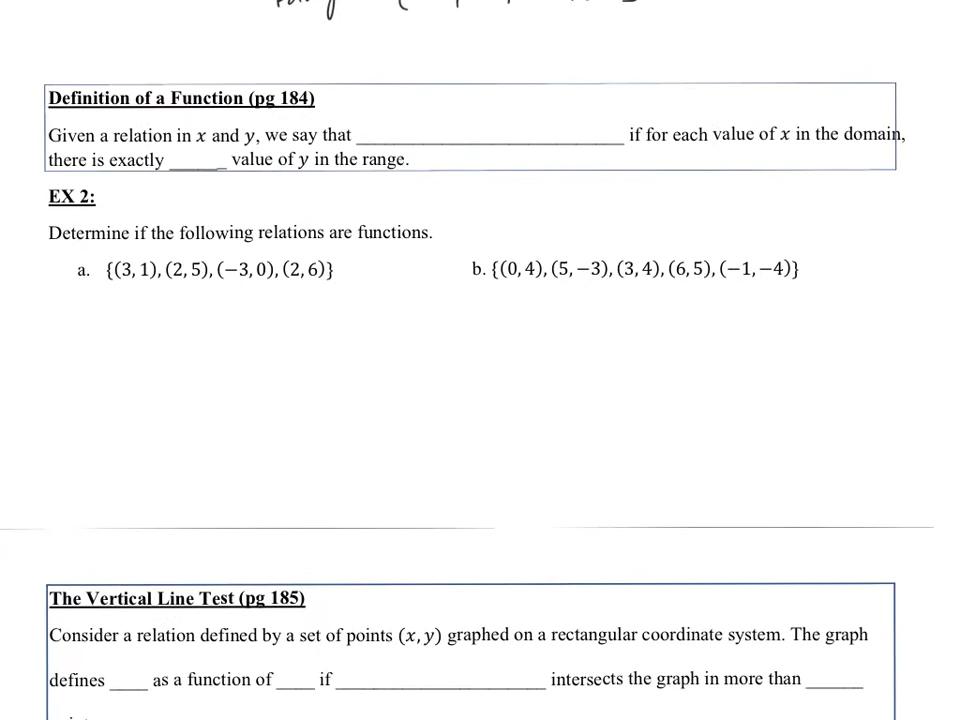 Definition of a Function (pg 184)
Given a relation in x and y, we say that ____________________________ if for each value of x in the domain,
there is exactly ______ value of y in the range.
EX 2:
Determine if the following relations are functions.
a. {(3, 1), (2, 5), (−3, 0), (2, 6)} b. {(0, 4), (5, −3), (3, 4), (6, 5), (−1, −4)}
The Vertical Line Test (pg 185)
Consider a relation defined by a set of points (x, y) graphed on a rectangular coordinate system. The graph
defines ____ as a function of ____ if ______________________ intersects the graph in more than ______